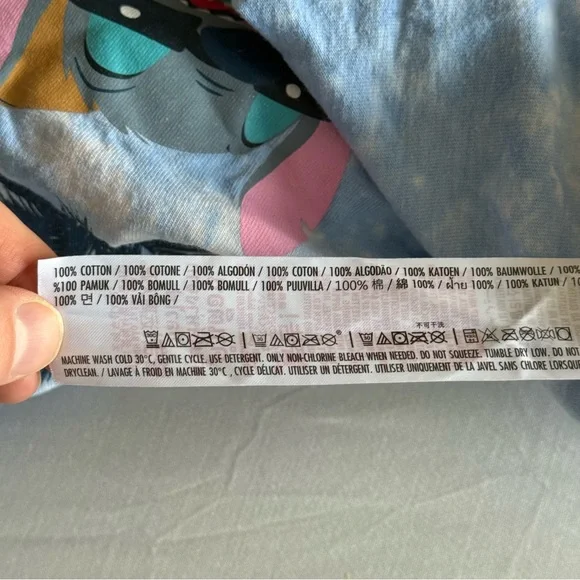 100% COTTON / 100% COTONE / 100% ALGODÓN / 100% COTON / 100% ALGODÃO / 100% KATOEN / 100% BAUMWOLLE / 100%
%100 PAMUK / 100% BOMULL / 100% BOMULL / 100% PUUVILLA / 100% 棉 / 綿 100% / ฝ้าย 100% / 100% KATUN / 10
100% 면 / 100% VẢI BÔNG /
不可干洗
MACHINE WASH COLD 30°C, GENTLE CYCLE. USE DETERGENT. ONLY NON-CHLORINE BLEACH WHEN NEEDED. DO NOT SQUEEZE. TUMBLE DRY LOW. DO NOT
DRYCLEAN. / LAVAGE À FROID EN MACHINE 30°C, CYCLE DÉLICAT. UTILISER UN DÉTERGENT. UTILISER UNIQUEMENT DE LA JAVEL SANS CHLORE LORSQUE